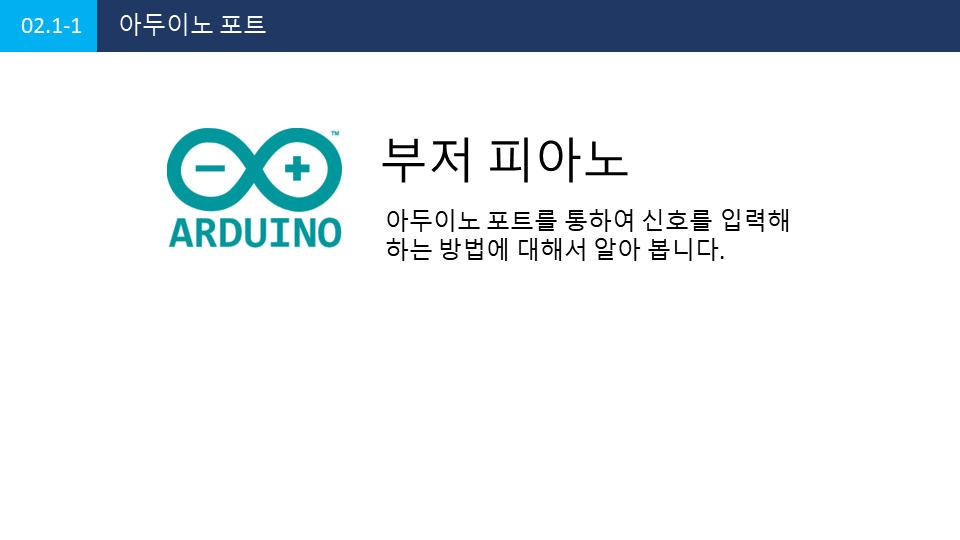 02.1-1 아두이노 포트
TM
ARDUINO
부저 피아노
아두이노 포트를 통하여 신호를 입력해
하는 방법에 대해서 알아 봅니다.